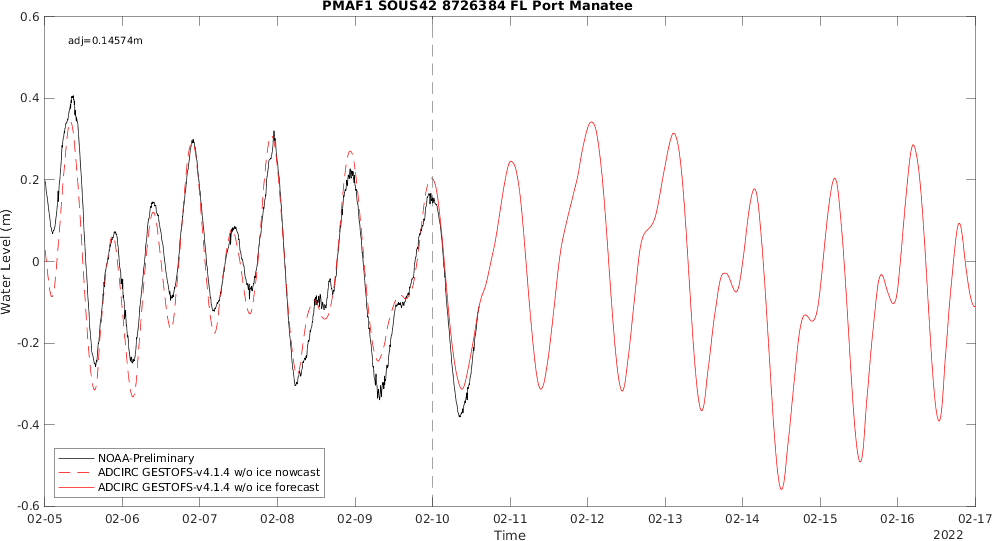 PMAF1 SOUS42 8726384 FL Port Manatee
0.6
adj=0.14574m
0.4
0.2
0
-0.2
-0.4
-0.6
Water Level (m)
NOAA-Preliminary
ADCIRC GESTOFS-v4.1.4 w/o ice nowcast
ADCIRC GESTOFS-v4.1.4 w/o ice forecast
02-05 02-06 02-07 02-08 02-09 02-10 02-11 02-12 02-13 02-14 02-15 02-16 02-17
Time
2022